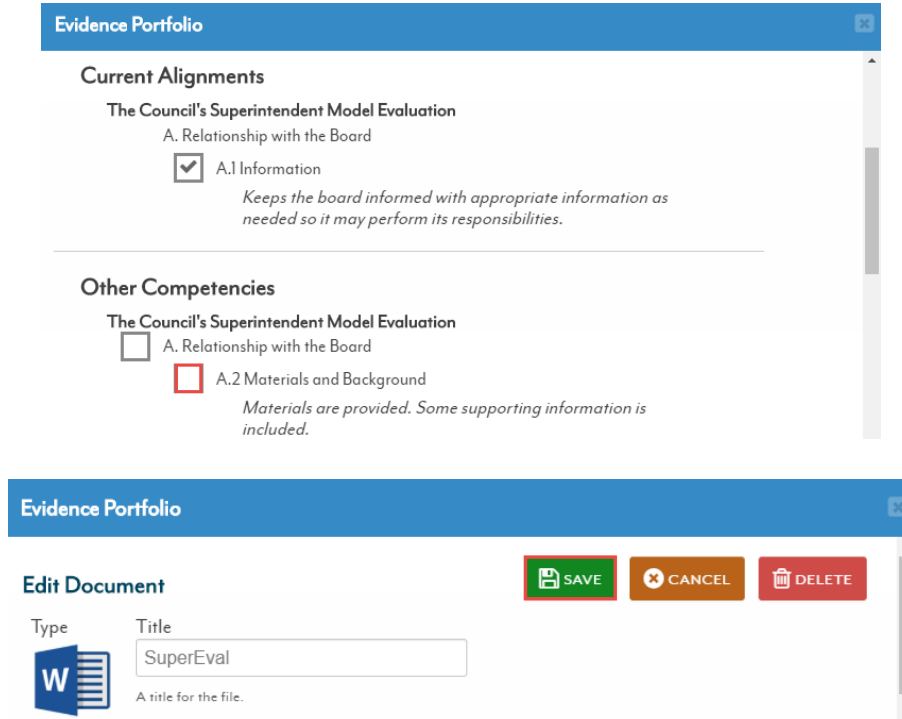 Evidence Portfolio
Current Alignments
The Council's Superintendent Model Evaluation
A. Relationship with the Board
A.1 Information
Keeps the board informed with appropriate information as
needed so it may perform its responsibilities.
Other Competencies
The Council's Superintendent Model Evaluation
A. Relationship with the Board
A.2 Materials and Background
Materials are provided. Some supporting information is
included.
Evidence Portfolio
Edit Document
SAVE
CANCEL
DELETE
Type
Title
W
SuperEval
A title for the file.